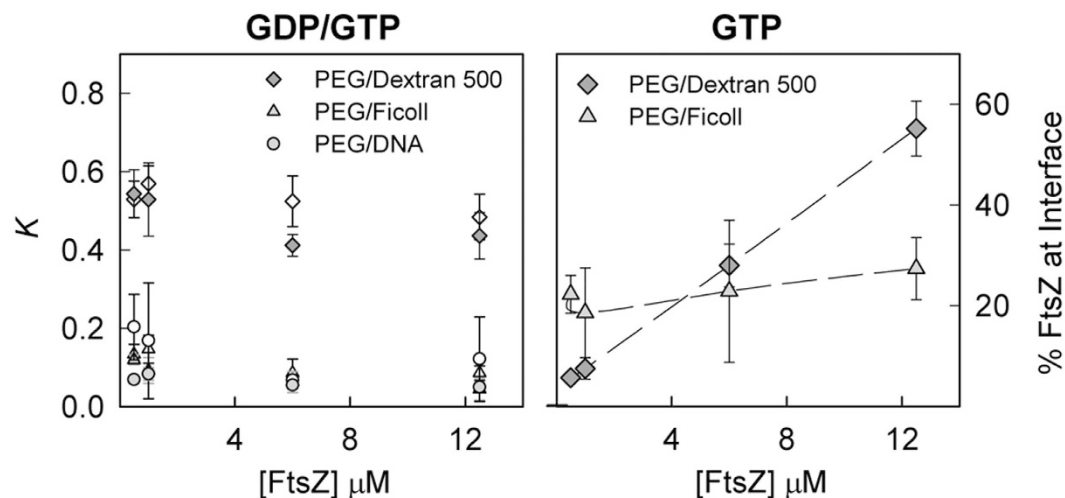 GDP/GTP
GTP
0.8
0.6
0.4
0.2
0.0
K
PEG/Dextran 500
PEG/Ficoll
PEG/DNA
4
8
12
[FtsZ] μM
PEG/Dextran 500
PEG/Ficoll
60
40
20
% FtsZ at Interface
4
8
12
[FtsZ] μM